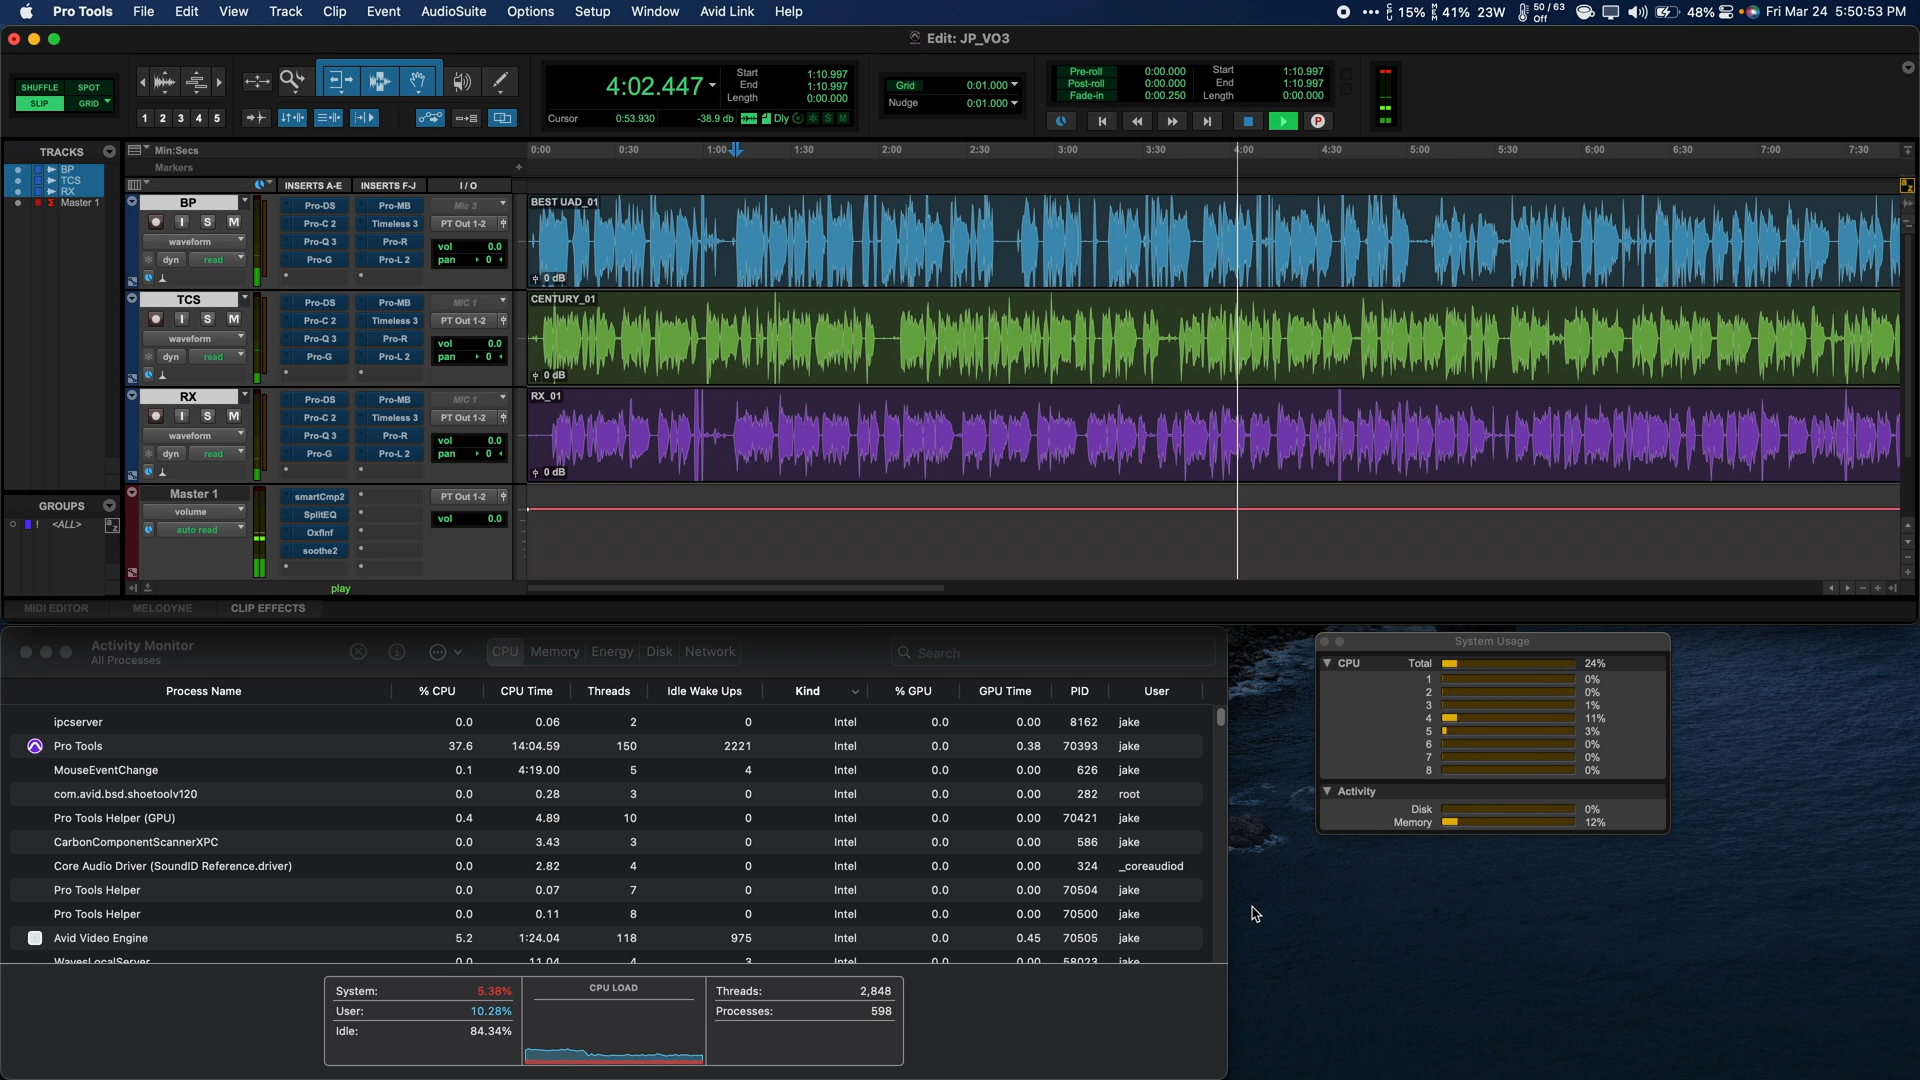 Pro Tools File Edit View Track Clip Event AudioSuite Options Setup Window Avid Link Help 15% 41% 23W 50 / 63 Off 48% Fri Mar 24 5:50:53 PM
Edit: JP_VO3
SHUFFLE SPOT
SLIP GRID
1 2 3 4 5
4:02.447
Start 1:10.997
End 1:10.997
Length 0:00.000
Cursor 0:53.930 -38.9 db Dly S M
Grid 0:01.000
Nudge 0:01.000
Pre-roll 0:00.000 Start 1:10.997
Post-roll 0:00.000 End 1:10.997
Fade-in 0:00.250 Length 0:00.000
P
TRACKS
BP
TCS
RX
Master 1
Min:Secs 0:00 0:30 1:00 1:30 2:00 2:30 3:00 3:30 4:00 4:30 5:00 5:30 6:00 6:30 7:00 7:30
Markers
INSERTS A-E INSERTS F-J I / O
BP Pro-DS Pro-MB Mic 3 BEST UAD_01
I S M Pro-C 2 Timeless 3 PT Out 1-2
waveform Pro-Q 3 Pro-R vol 0.0
dyn read Pro-G Pro-L 2 pan 0
0 dB
TCS Pro-DS Pro-MB MIC 1 CENTURY_01
I S M Pro-C 2 Timeless 3 PT Out 1-2
waveform Pro-Q 3 Pro-R vol 0.0
dyn read Pro-G Pro-L 2 pan 0
0 dB
RX Pro-DS Pro-MB MIC 1 RX_01
I S M Pro-C 2 Timeless 3 PT Out 1-2
waveform Pro-Q 3 Pro-R vol 0.0
dyn read Pro-G Pro-L 2 pan 0
0 dB
Master 1 smartCmp2 PT Out 1-2
volume SplitEQ vol 0.0
auto read OxfInf
soothe2
GROUPS
! <ALL>
play
MIDI EDITOR MELODYNE CLIP EFFECTS
Activity Monitor
All Processes
CPU Memory Energy Disk Network
Search
Process Name % CPU CPU Time Threads Idle Wake Ups Kind % GPU GPU Time PID User
ipcserver 0.0 0.06 2 0 Intel 0.0 0.00 8162 jake
Pro Tools 37.6 14:04.59 150 2221 Intel 0.0 0.38 70393 jake
MouseEventChange 0.1 4:19.00 5 4 Intel 0.0 0.00 626 jake
com.avid.bsd.shoetoolv120 0.0 0.28 3 0 Intel 0.0 0.00 282 root
Pro Tools Helper (GPU) 0.4 4.89 10 0 Intel 0.0 0.00 70421 jake
CarbonComponentScannerXPC 0.0 3.43 3 0 Intel 0.0 0.00 586 jake
Core Audio Driver (SoundID Reference.driver) 0.0 2.82 4 0 Intel 0.0 0.00 324 _coreaudiod
Pro Tools Helper 0.0 0.07 7 0 Intel 0.0 0.00 70504 jake
Pro Tools Helper 0.0 0.11 8 0 Intel 0.0 0.00 70500 jake
Avid Video Engine 5.2 1:24.04 118 975 Intel 0.0 0.45 70505 jake
WavesLocalServer 0.0 11.04 4 3 Intel 0.0 0.00 58023 jake
System: 5.38%
User: 10.28%
Idle: 84.34%
CPU LOAD
Threads: 2,848
Processes: 598
System Usage
CPU Total 24%
1 0%
2 0%
3 1%
4 11%
5 3%
6 0%
7 0%
8 0%
Activity
Disk 0%
Memory 12%